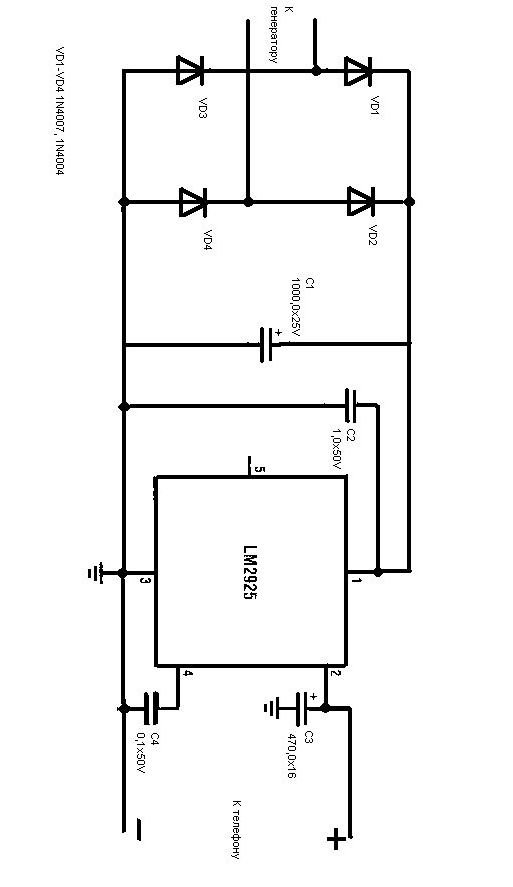 К
генератору
VD3
VD1
VD1-VD4 1N4007, 1N4004
VD4
VD2
C1
1000,0x25V
+
C2
1,0x50V
5
LM2925
3
1
4
2
+
C3
470,0x16
C4
0,1x50V
К телефону
–
+